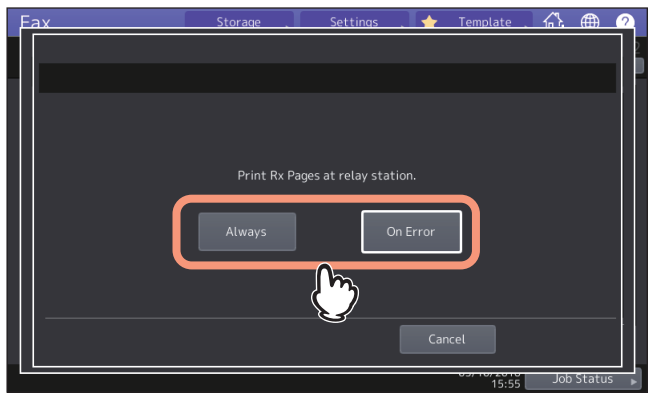 Fax
Storage
Settings
Template
?
Print Rx Pages at relay station.
Always
On Error
Cancel
15:55
Job Status